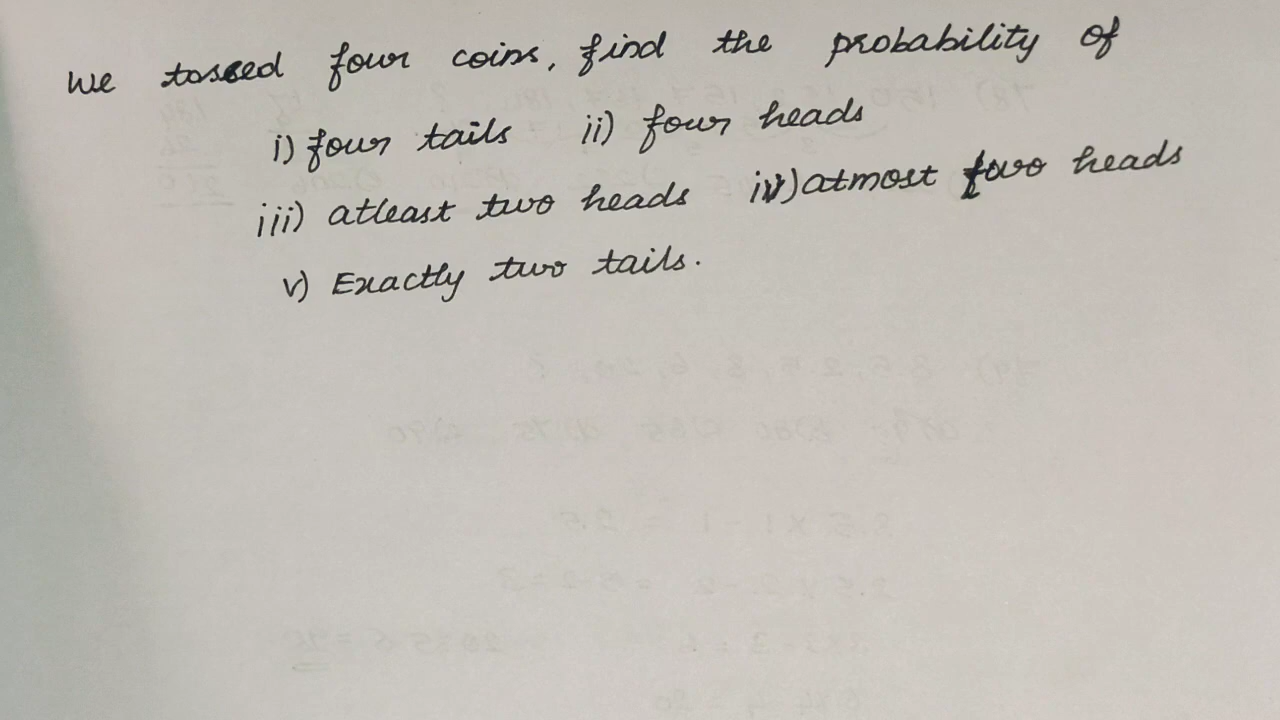 We tossed four coins, find the probability of
i) four tails ii) four heads
iii) atleast two heads iv) atmost two heads
v) Exactly two tails.